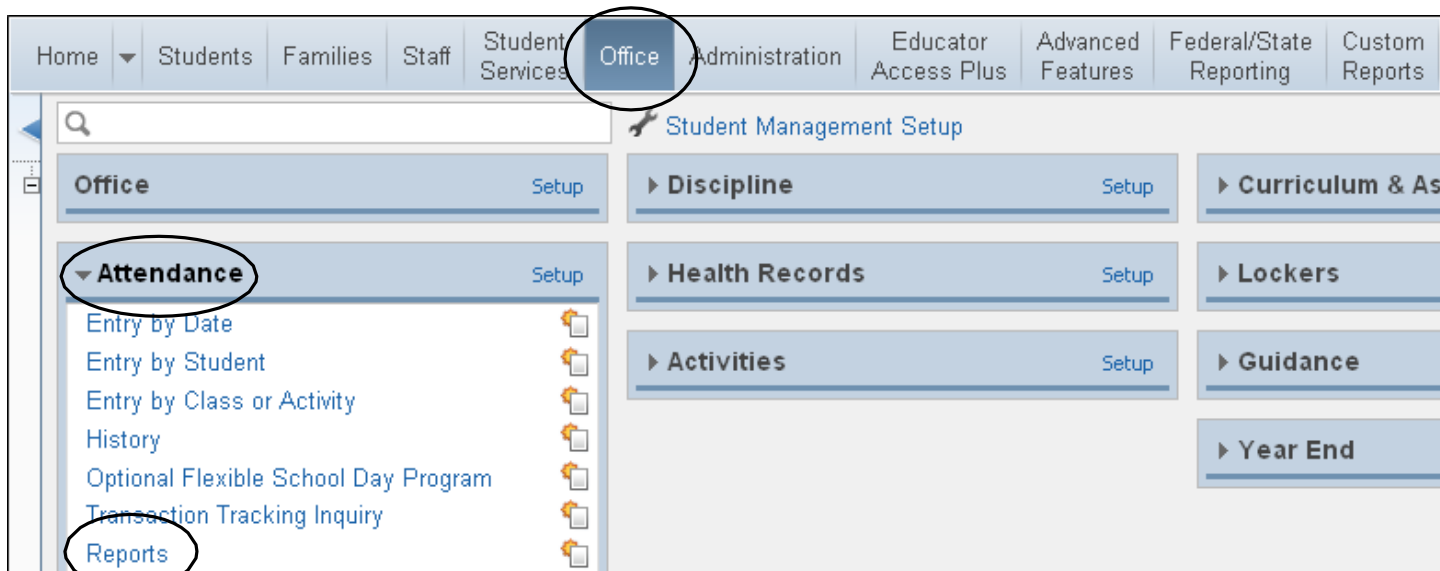 Home Students Families Staff Student Services Office Administration Educator Access Plus Advanced Features Federal/State Reporting Custom Reports
Student Management Setup
Office Setup
Discipline Setup
Curriculum & As
Attendance Setup
Health Records Setup
Lockers
Entry by Date
Entry by Student
Activities Setup
Guidance
Entry by Class or Activity
History
Year End
Optional Flexible School Day Program
Transaction Tracking Inquiry
Reports